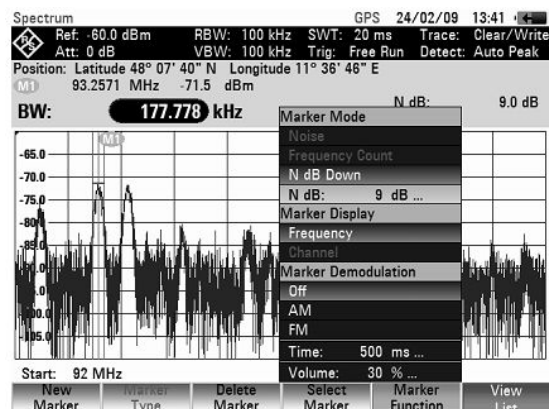 Spectrum GPS 24/02/09 13:41
Ref: -60.0 dBm RBW: 100 kHz SWT: 20 ms Trace: Clear/Write
Att: 0 dB VBW: 100 kHz Trig: Free Run Detect: Auto Peak
Position: Latitude 48° 07' 40" N Longitude 11° 36' 46" E
M1 93.2571 MHz -71.5 dBm
N dB: 9.0 dB
BW: 177.778 kHz
Marker Mode
M1
Noise
Frequency Count
-65.0
-70.0
N dB Down
-75.0
N dB: 9 dB ...
-80.0
Marker Display
Frequency
Channel
Marker Demodulation
Off
AM
FM
Time: 500 ms ...
Start: 92 MHz
Volume: 30 % ...
New Marker
Marker Type
Delete Marker
Select Marker
Marker Function
View List